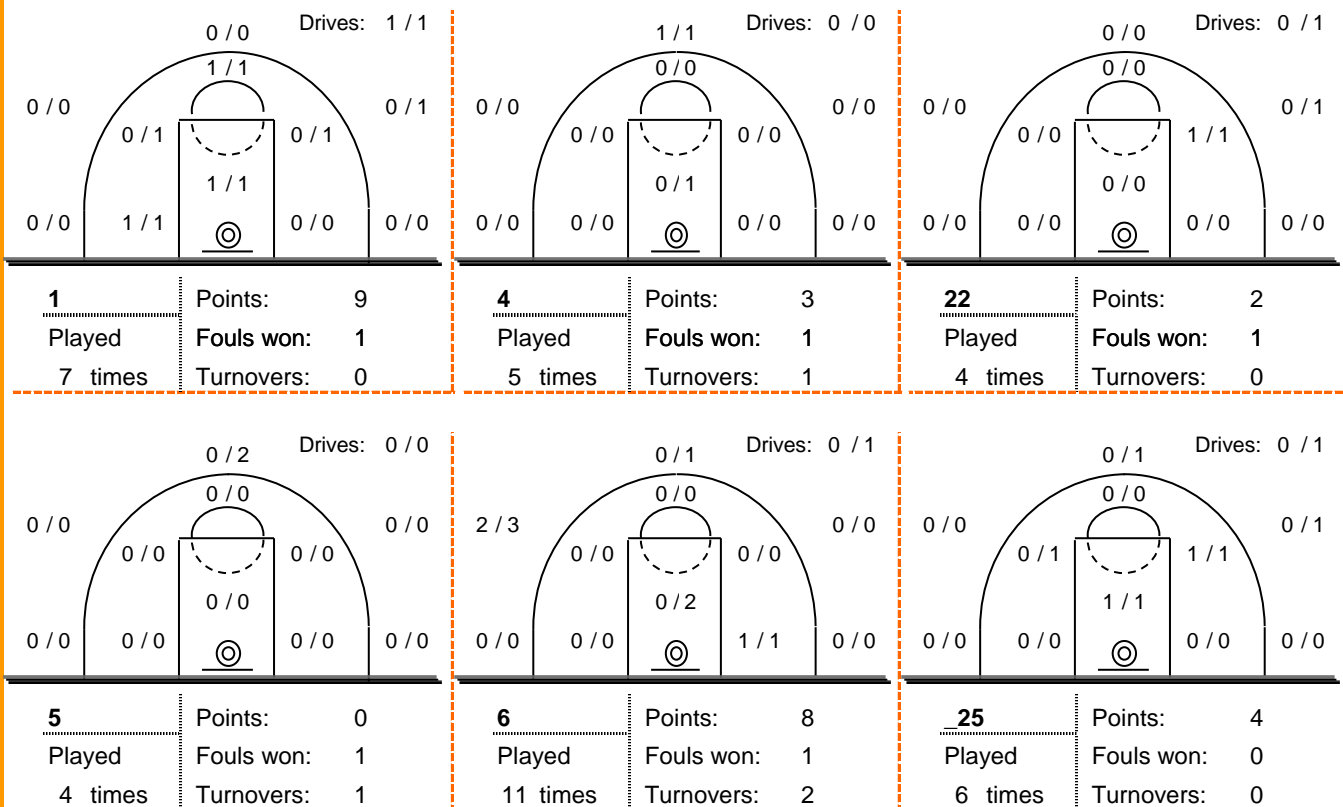 Drives: 1 / 1
0 / 0
1 / 1
0 / 0
0 / 1
0 / 1
0 / 1
1 / 1
0 / 0
1 / 1
0 / 0
0 / 0
1
Points: 9
Played
Fouls won: 1
7 times
Turnovers: 0
Drives: 0 / 0
1 / 1
0 / 0
0 / 0
0 / 0
0 / 0
0 / 0
0 / 1
0 / 0
0 / 0
0 / 0
0 / 0
4
Points: 3
Played
Fouls won: 1
5 times
Turnovers: 1
Drives: 0 / 1
0 / 0
0 / 0
0 / 0
0 / 1
0 / 0
1 / 1
0 / 0
0 / 0
0 / 0
0 / 0
0 / 0
22
Points: 2
Played
Fouls won: 1
4 times
Turnovers: 0
Drives: 0 / 0
0 / 2
0 / 0
0 / 0
0 / 0
0 / 0
0 / 0
0 / 0
0 / 0
0 / 0
0 / 0
0 / 0
5
Points: 0
Played
Fouls won: 1
4 times
Turnovers: 1
Drives: 0 / 1
0 / 1
0 / 0
2 / 3
0 / 0
0 / 0
0 / 0
0 / 2
0 / 0
0 / 0
1 / 1
0 / 0
6
Points: 8
Played
Fouls won: 1
11 times
Turnovers: 2
Drives: 0 / 1
0 / 1
0 / 0
0 / 0
0 / 1
0 / 1
1 / 1
1 / 1
0 / 0
0 / 0
0 / 0
0 / 0
_25
Points: 4
Played
Fouls won: 0
6 times
Turnovers: 0